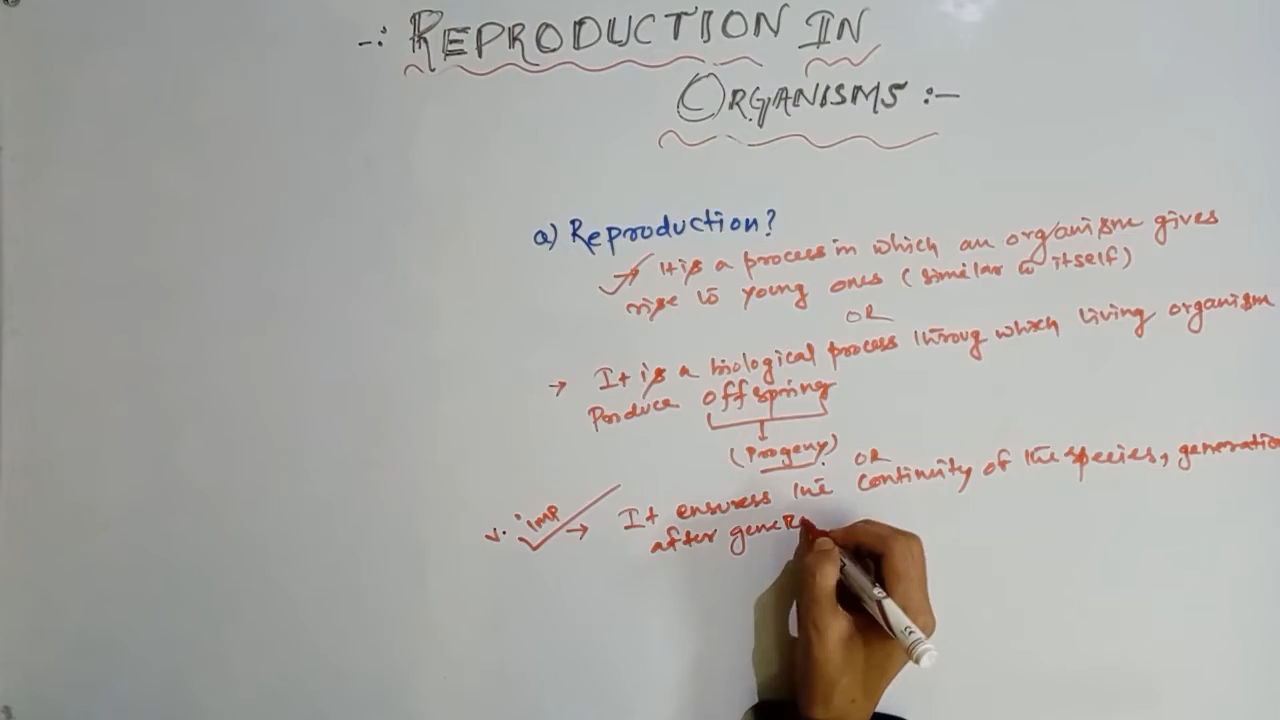 -: REPRODUCTION IN
ORGANISMS :-
a) Reproduction?
→ It is a process in which an organism gives
rise to young ones (similar to itself)
OR
→ It is a biological process throug which living organism
Produce offspring
(Progeny)
OR
v. imp → It ensures the continuity of the species, generation
after gener